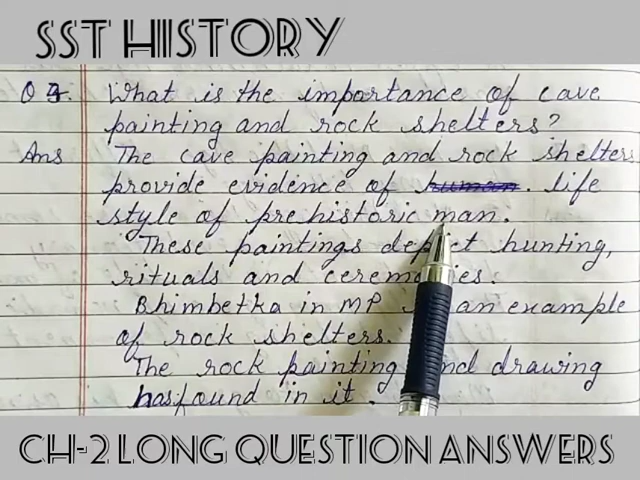 SST HISTORY
Q 7. What is the importance of cave
painting and rock shelters?
Ans The cave painting and rock shelters
provide evidence of human. life
style of prehistoric man.
These paintings depict hunting,
rituals and ceremonies.
Bhimbetka in MP is an example
of rock shelters.
The rock painting and drawing
has found in it.
CH-2 LONG QUESTION ANSWERS